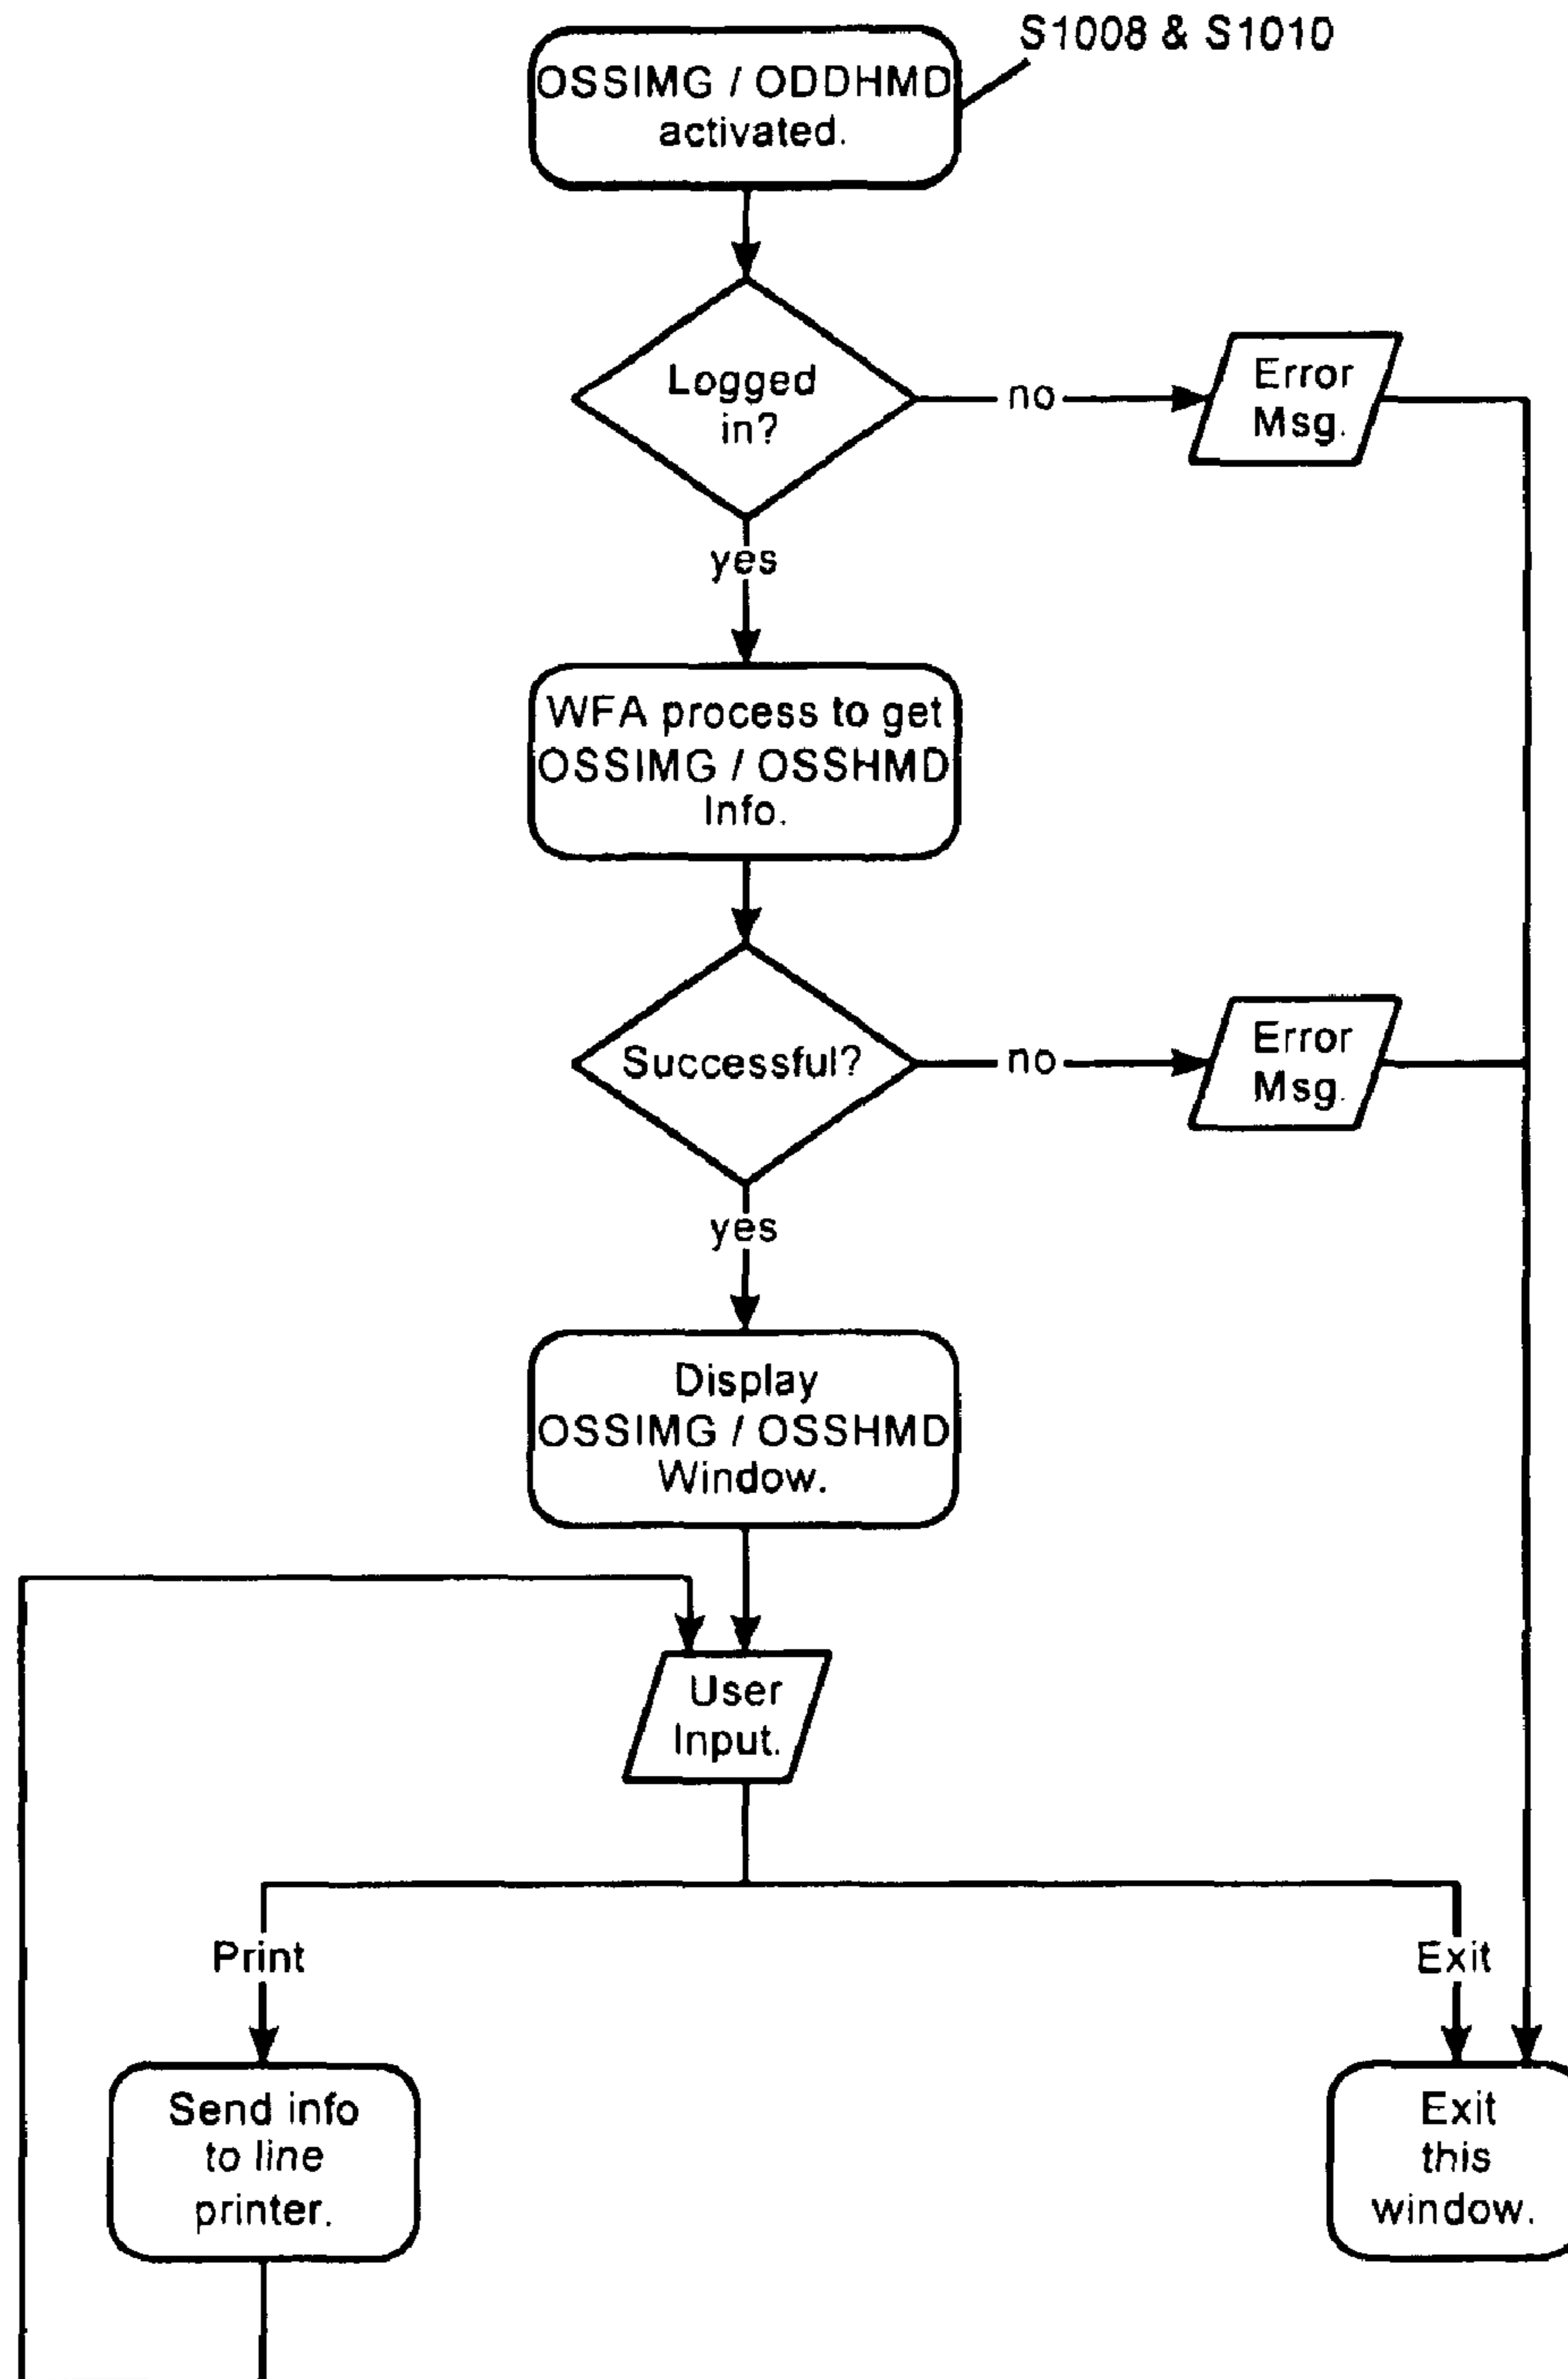 S1008 & S1010
OSSIMG / ODDHMD
activated.
Logged
in?
no
Error
Msg.
yes
WFA process to get
OSSIMG / OSSHMD
Info.
Successful?
no
Error
Msg.
yes
Display
OSSIMG / OSSHMD
Window.
User
Input.
Print
Exit
Send info
to line
printer.
Exit
this
window.